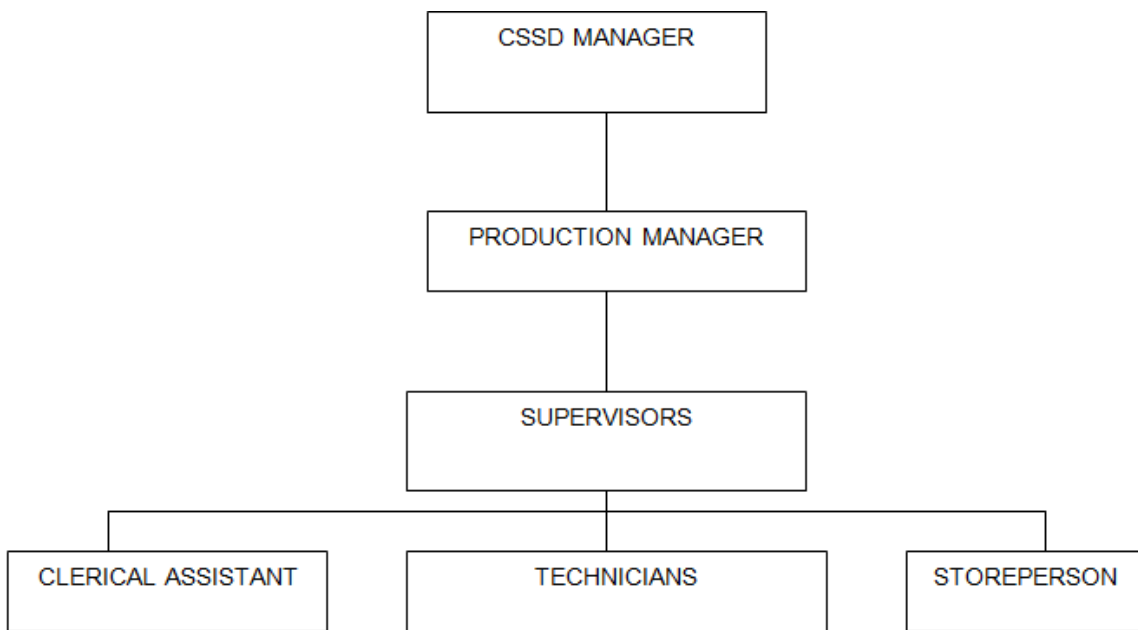 CSSD MANAGER
PRODUCTION MANAGER
SUPERVISORS
CLERICAL ASSISTANT
TECHNICIANS
STOREPERSON